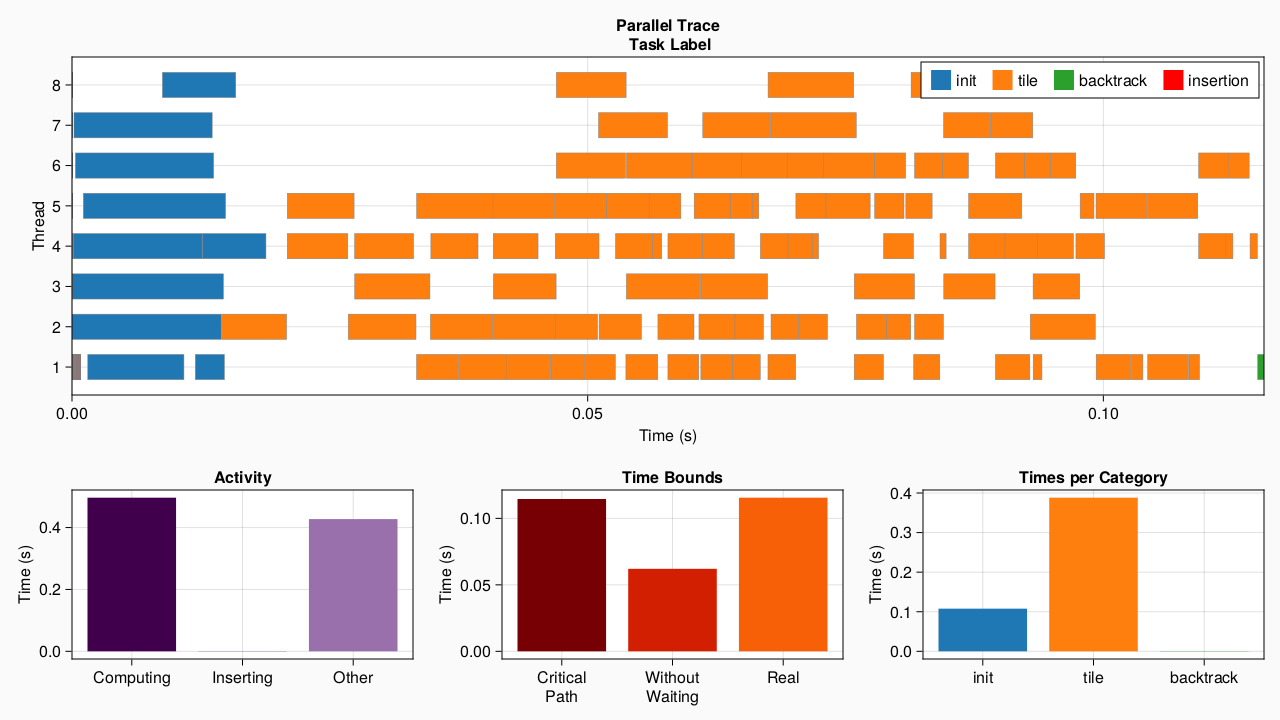 Parallel Trace
Task Label
init tile backtrack insertion
Thread
8
7
6
5
4
3
2
1
0.00 0.05 0.10
Time (s)
Activity
Time (s)
0.4
0.2
0.0
Computing Inserting Other
Time Bounds
Time (s)
0.10
0.05
0.00
Critical Path Without Waiting Real
Times per Category
Time (s)
0.4
0.3
0.2
0.1
0.0
init tile backtrack